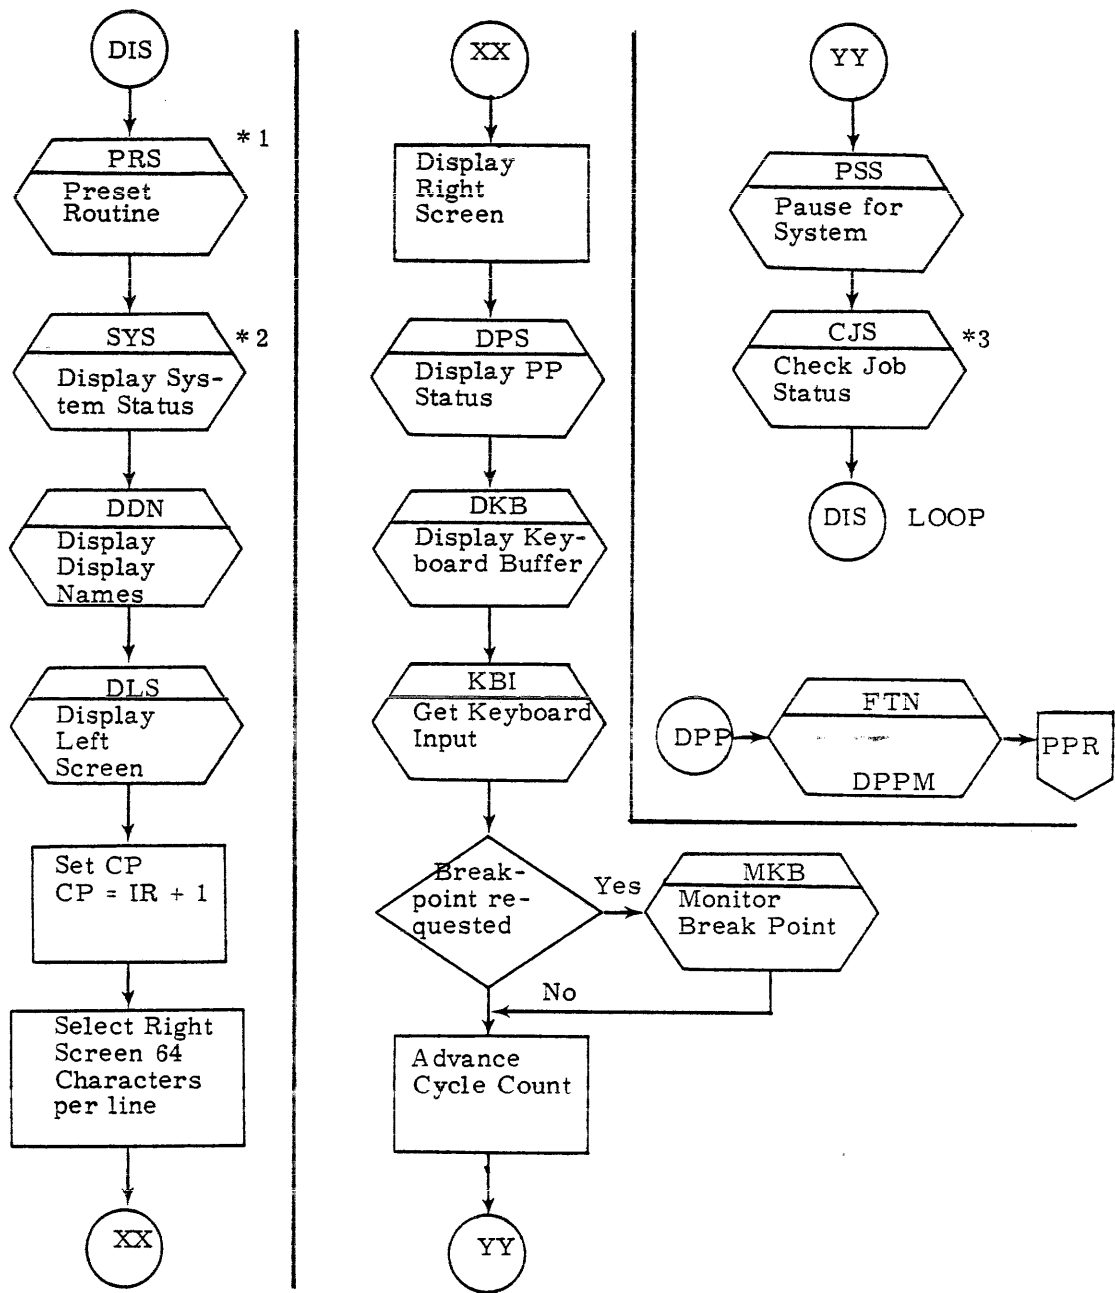 DIS
PRS
*1
Preset
Routine
SYS
*2
Display Sys-
tem Status
DDN
Display
Display
Names
DLS
Display
Left
Screen
Set CP
CP = IR + 1
Select Right
Screen 64
Characters
per line
XX
XX
Display
Right
Screen
DPS
Display PP
Status
DKB
Display Key-
board Buffer
KBI
Get Keyboard
Input
Break-
point re-
quested
Yes
MKB
Monitor
Break Point
No
Advance
Cycle Count
YY
YY
PSS
Pause for
System
CJS
*3
Check Job
Status
DIS
LOOP
DPP
FTN
DPPM
PPR